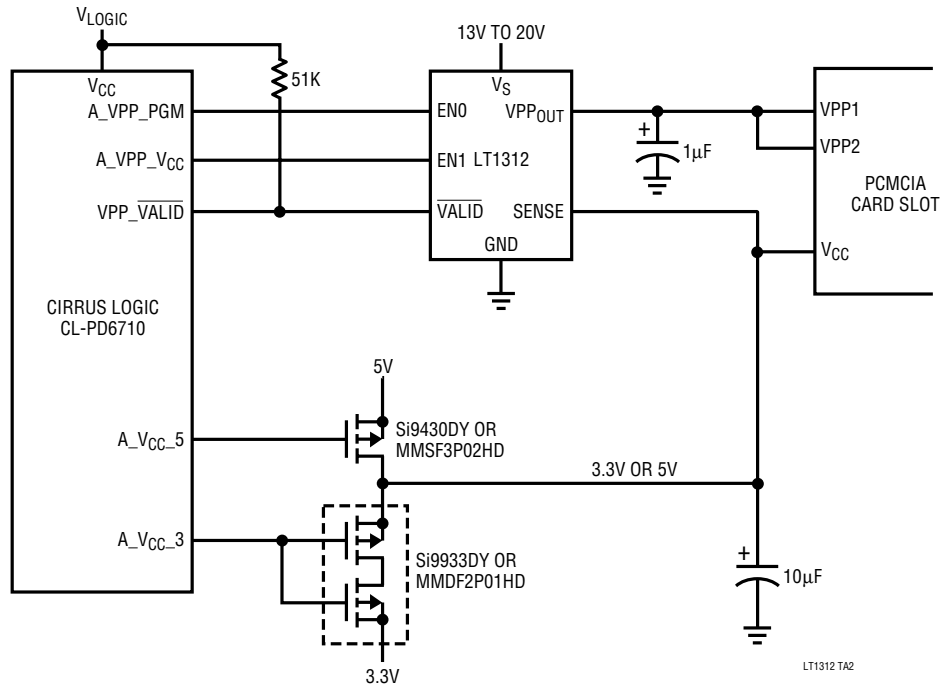 VLOGIC
13V TO 20V
VCC
51K
VS
A_VPP_PGM
EN0
VPPOUT
VPP1
+
1µF
VPP2
A_VPP_VCC
EN1
LT1312
PCMCIA
CARD SLOT
VPP_VALID
VALID
SENSE
GND
VCC
CIRRUS LOGIC
CL-PD6710
5V
A_VCC_5
Si9430DY OR
MMSF3P02HD
3.3V OR 5V
A_VCC_3
Si9933DY OR
MMDF2P01HD
+
10µF
3.3V
LT1312 TA2